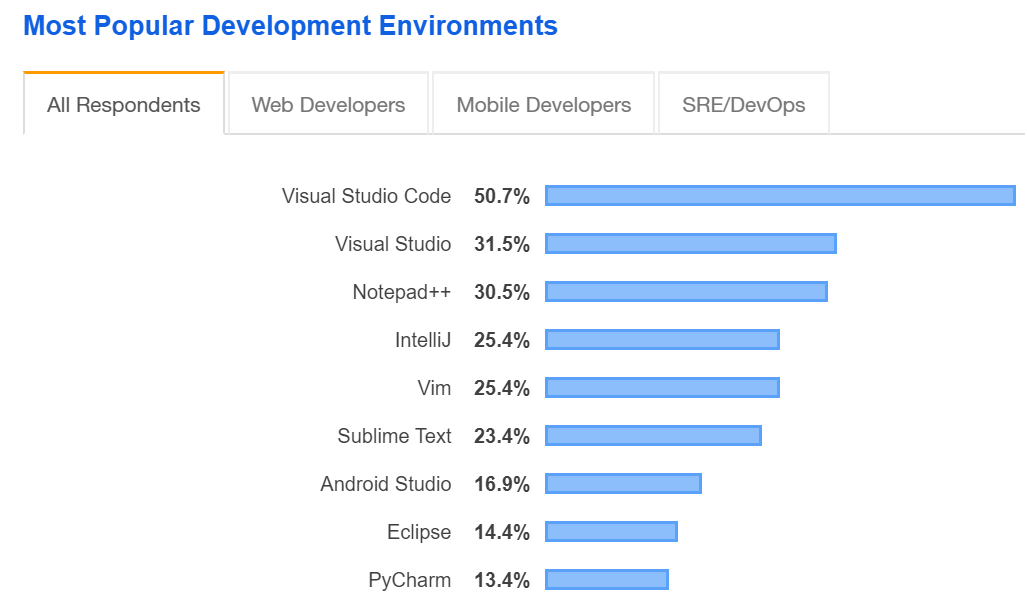 Most Popular Development Environments
All Respondents Web Developers Mobile Developers SRE/DevOps
Visual Studio Code 50.7%
Visual Studio 31.5%
Notepad++ 30.5%
IntelliJ 25.4%
Vim 25.4%
Sublime Text 23.4%
Android Studio 16.9%
Eclipse 14.4%
PyCharm 13.4%